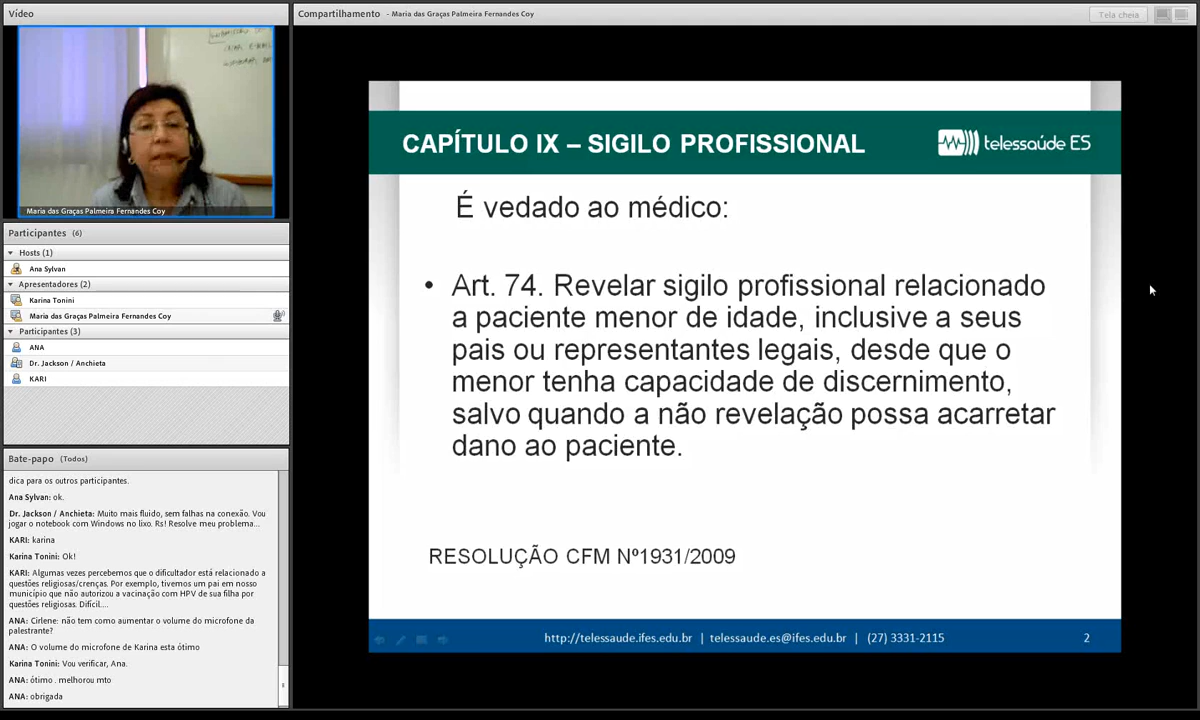 Vídeo
Maria das Graças Palmeira Fernandes Coy
Participantes (6)
Hosts (1)
Ana Sylvan
Apresentadores (2)
Karina Tonini
Maria das Graças Palmeira Fernandes Coy
Participantes (3)
ANA
Dr. Jackson / Anchieta
KARI
Bate-papo (Todos)
dica para os outros participantes.
Ana Sylvan: ok.
Dr. Jackson / Anchieta: Muito mais fluido, sem falhas na conexão. Vou
jogar o notebook com Windows no lixo. Rs! Resolve meu problema...
KARI: karina
Karina Tonini: Ok!
KARI: Algumas vezes percebemos que o dificultador está relacionado a
questões religiosas/crenças. Por exemplo, tivemos um pai em nosso
município que não autorizou a vacinação com HPV de sua filha por
questões religiosas. Difícil....
ANA: Cirlene: não tem como aumentar o volume do microfone da
palestrante?
ANA: O volume do microfone de Karina esta ótimo
Karina Tonini: Vou verificar, Ana.
ANA: ótimo . melhorou mto
ANA: obrigada
Compartilhamento - Maria das Graças Palmeira Fernandes Coy
Tela cheia
CAPÍTULO IX – SIGILO PROFISSIONAL
telessaúde ES
É vedado ao médico:
• Art. 74. Revelar sigilo profissional relacionado
a paciente menor de idade, inclusive a seus
pais ou representantes legais, desde que o
menor tenha capacidade de discernimento,
salvo quando a não revelação possa acarretar
dano ao paciente.
RESOLUÇÃO CFM Nº1931/2009
http://telessaude.ifes.edu.br | telessaude.es@ifes.edu.br | (27) 3331-2115
2